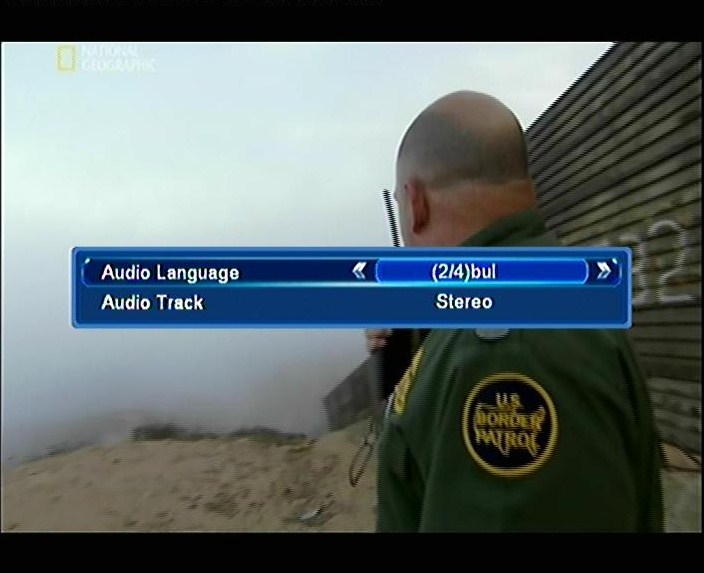 NATIONAL
GEOGRAPHIC
Audio Language (2/4)bul
Audio Track Stereo
U.S.
BORDER
PATROL